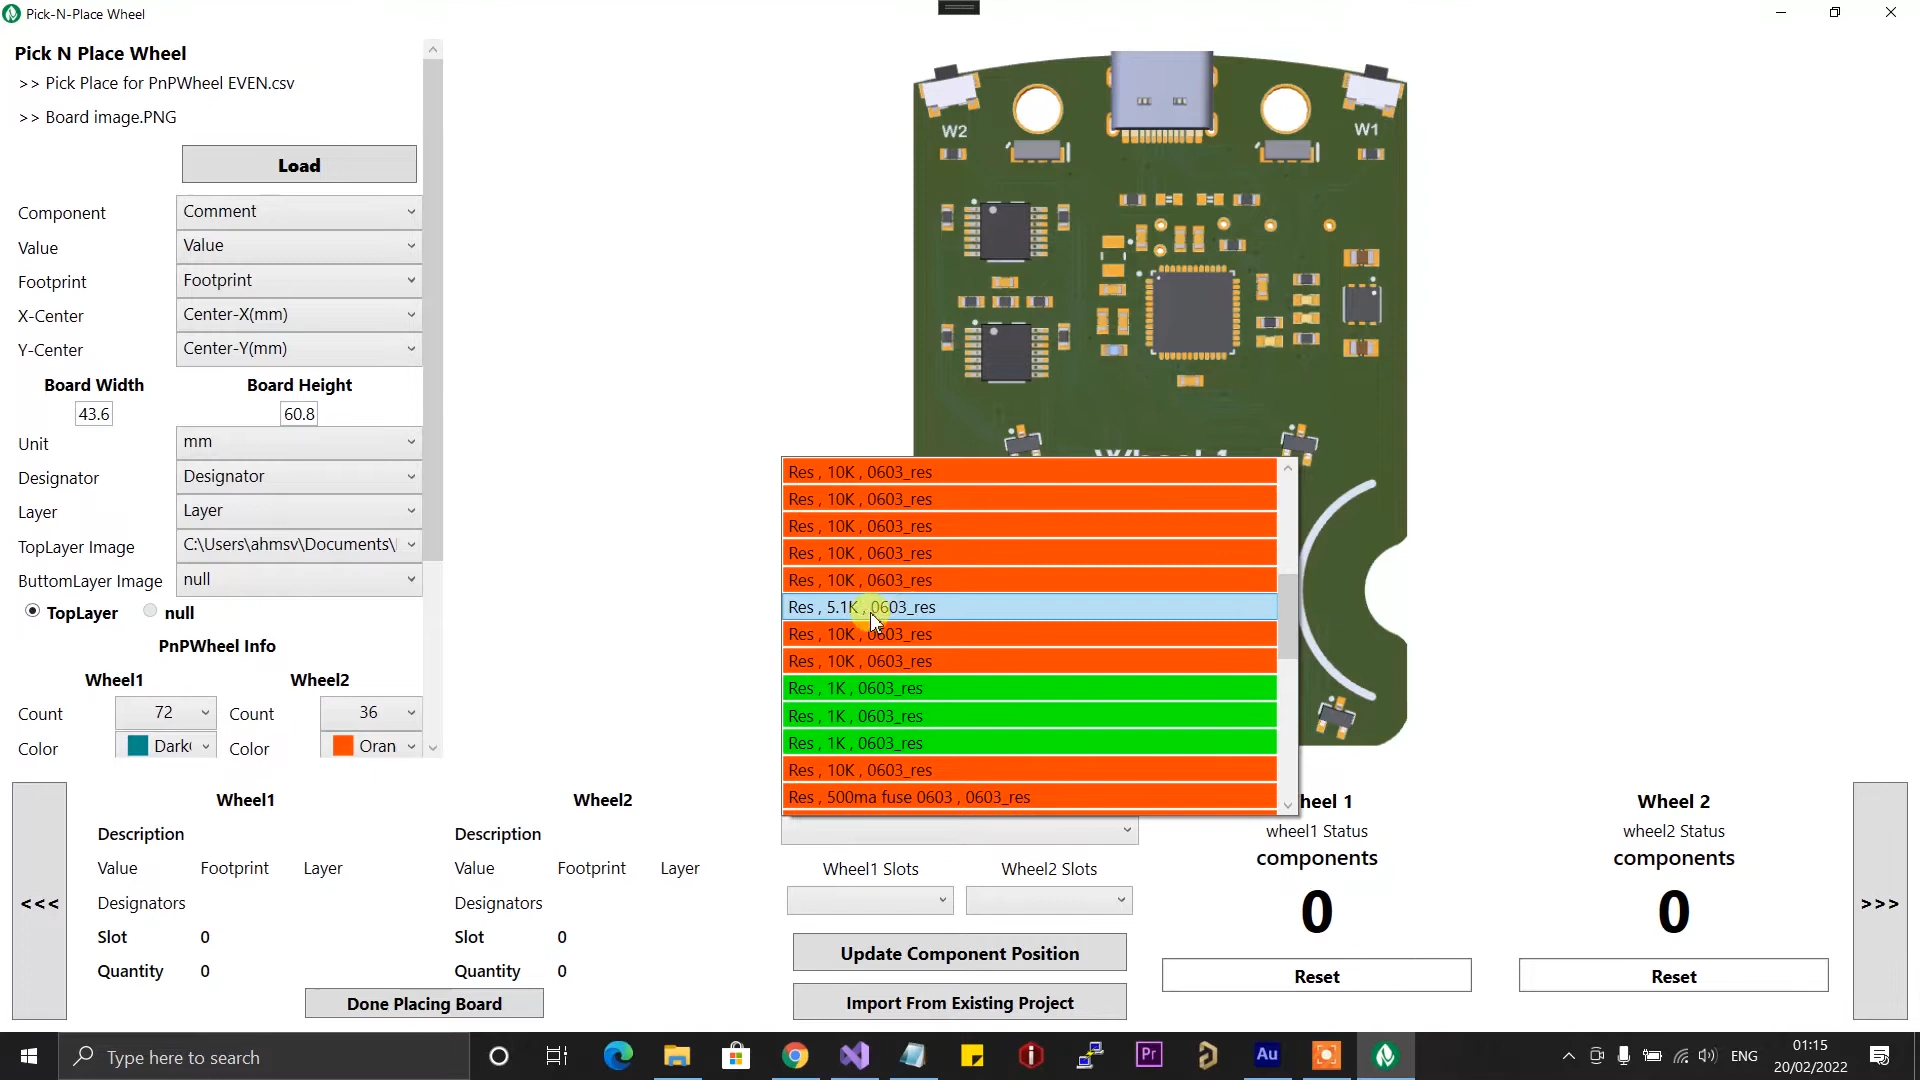 Pick-N-Place Wheel
Pick N Place Wheel
>> Pick Place for PnPWheel EVEN.csv
>> Board image.PNG
Load
Component Comment
Value Value
Footprint Footprint
X-Center Center-X(mm)
Y-Center Center-Y(mm)
Board Width Board Height
43.6 60.8
Unit mm
Designator Designator
Layer Layer
TopLayer Image C:\Users\ahmsv\Documents\
ButtomLayer Image null
TopLayer null
PnPWheel Info
Wheel1 Wheel2
Count 72 Count 36
Color Dark Color Oran
W2 W1
Res , 10K , 0603_res
Res , 10K , 0603_res
Res , 10K , 0603_res
Res , 10K , 0603_res
Res , 10K , 0603_res
Res , 5.1K , 0603_res
Res , 10K , 0603_res
Res , 10K , 0603_res
Res , 1K , 0603_res
Res , 1K , 0603_res
Res , 1K , 0603_res
Res , 10K , 0603_res
Res , 500ma fuse 0603 , 0603_res
<<<
Wheel1 Wheel2
Description Description
Value Footprint Layer Value Footprint Layer
Designators Designators
Slot 0 Slot 0
Quantity 0 Quantity 0
Done Placing Board
Wheel1 Slots Wheel2 Slots
Update Component Position
Import From Existing Project
heel 1 Wheel 2
wheel1 Status wheel2 Status
components components
0 0
Reset Reset
>>>
Type here to search
Pr
Au
ENG
01:15
20/02/2022